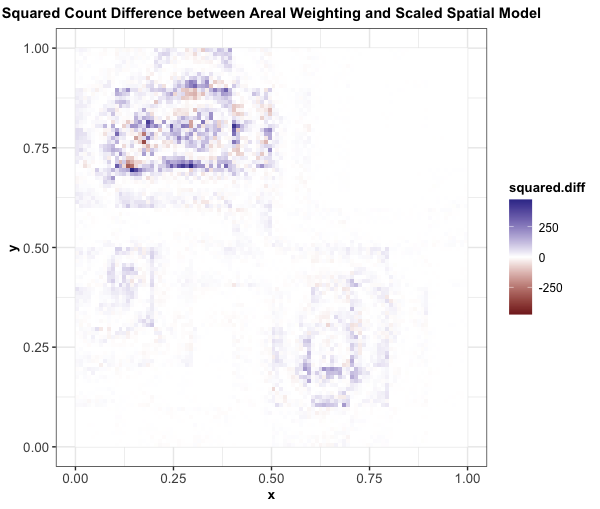 Squared Count Difference between Areal Weighting and Scaled Spatial Model
1.00
0.75
0.50
0.25
0.00
y
0.00 0.25 0.50 0.75 1.00
x
squared.diff
250
0
-250